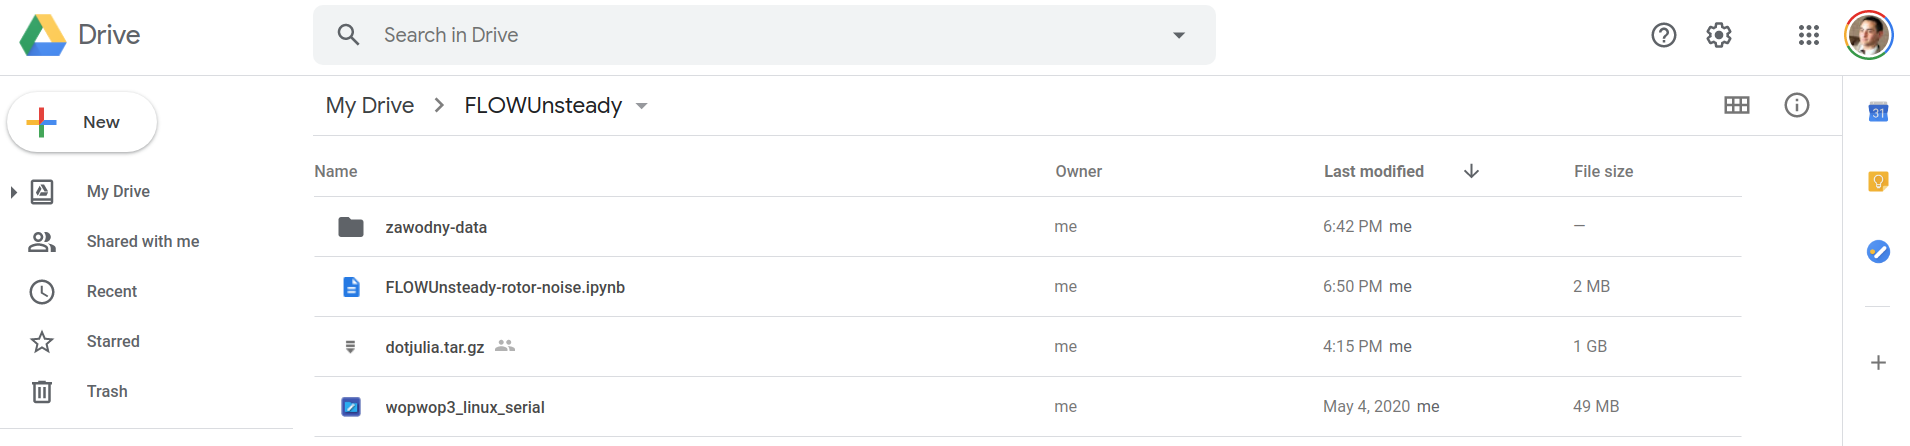 Drive
Search in Drive
New
My Drive
Shared with me
Recent
Starred
Trash
My Drive > FLOWUnsteady
Name Owner Last modified File size
zawodny-data me 6:42 PM me —
FLOWUnsteady-rotor-noise.ipynb me 6:50 PM me 2 MB
dotjulia.tar.gz me 4:15 PM me 1 GB
wopwop3_linux_serial me May 4, 2020 me 49 MB
31